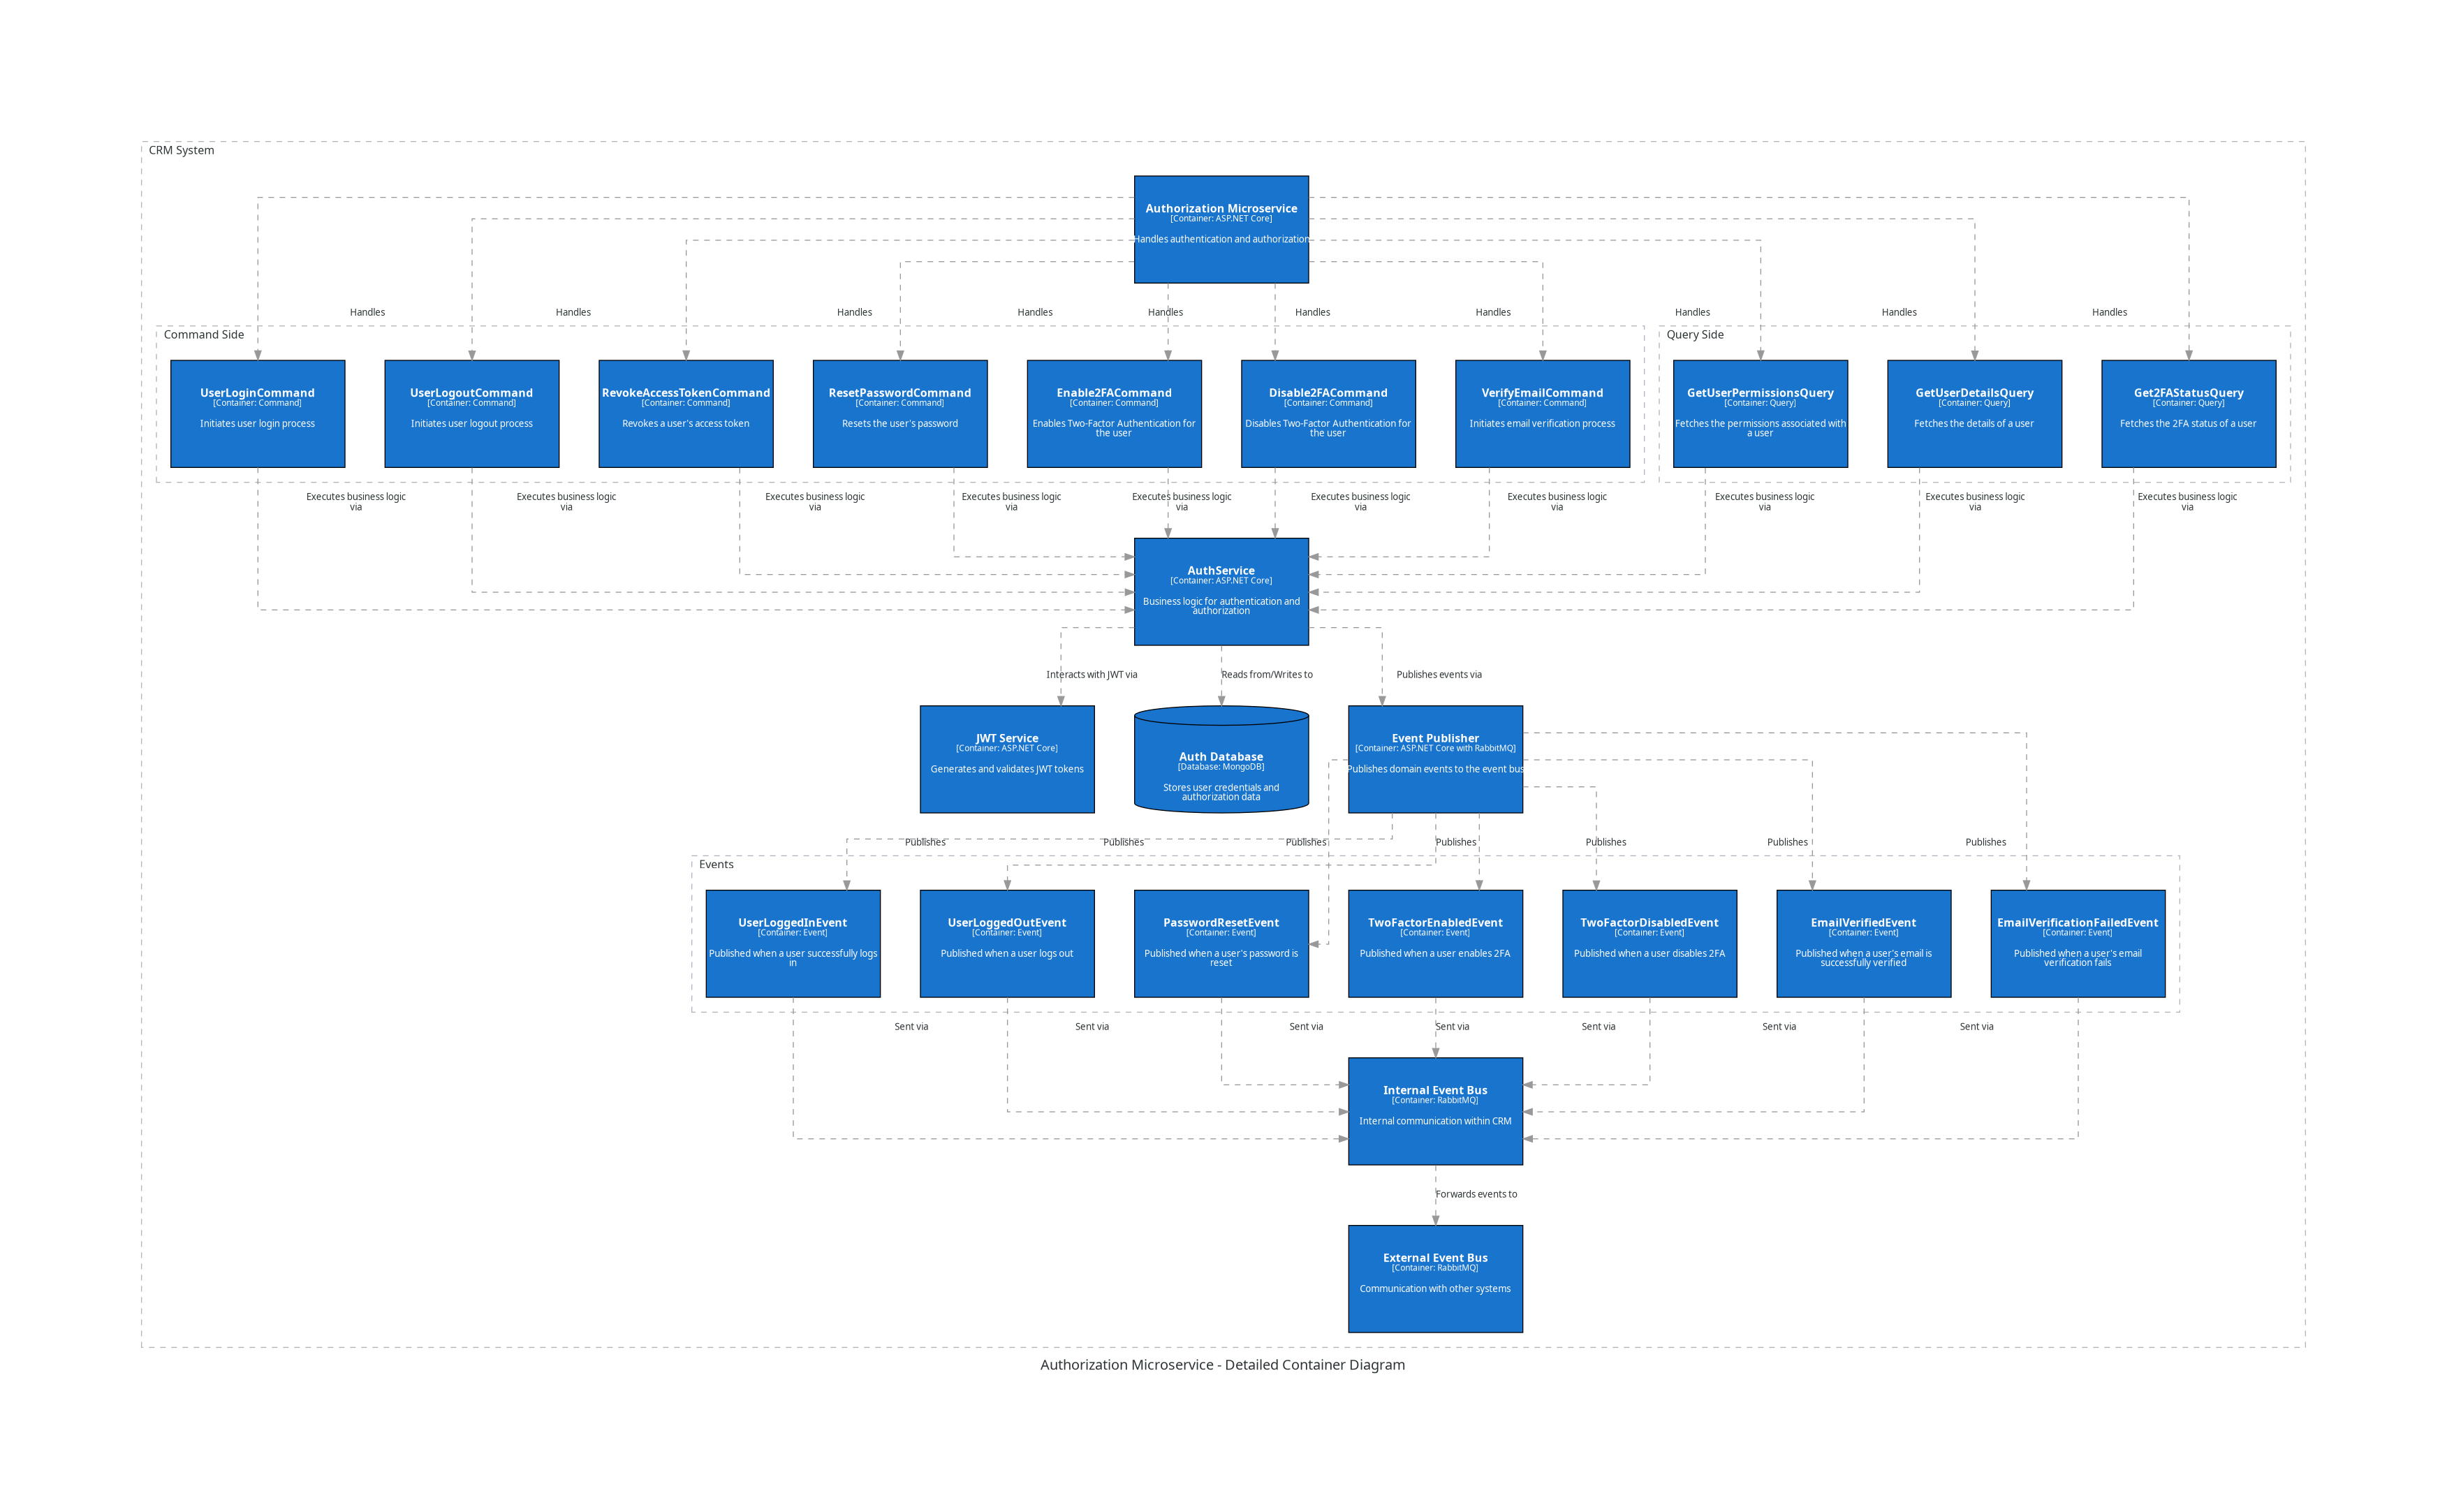 CRM System
Authorization Microservice
[Container: ASP.NET Core]
Handles authentication and authorization
Handles
Handles
Handles
Handles
Handles
Handles
Handles
Handles
Handles
Handles
Command Side
Query Side
UserLoginCommand
[Container: Command]
Initiates user login process
UserLogoutCommand
[Container: Command]
Initiates user logout process
RevokeAccessTokenCommand
[Container: Command]
Revokes a user's access token
ResetPasswordCommand
[Container: Command]
Resets the user's password
Enable2FACommand
[Container: Command]
Enables Two-Factor Authentication for
the user
Disable2FACommand
[Container: Command]
Disables Two-Factor Authentication for
the user
VerifyEmailCommand
[Container: Command]
Initiates email verification process
GetUserPermissionsQuery
[Container: Query]
Fetches the permissions associated with
a user
GetUserDetailsQuery
[Container: Query]
Fetches the details of a user
Get2FAStatusQuery
[Container: Query]
Fetches the 2FA status of a user
Executes business logic
via
Executes business logic
via
Executes business logic
via
Executes business logic
via
Executes business logic
via
Executes business logic
via
Executes business logic
via
Executes business logic
via
Executes business logic
via
Executes business logic
via
AuthService
[Container: ASP.NET Core]
Business logic for authentication and
authorization
Interacts with JWT via
Reads from/Writes to
Publishes events via
JWT Service
[Container: ASP.NET Core]
Generates and validates JWT tokens
Auth Database
[Database: MongoDB]
Stores user credentials and
authorization data
Event Publisher
[Container: ASP.NET Core with RabbitMQ]
Publishes domain events to the event bus
Publishes
Publishes
Publishes
Publishes
Publishes
Publishes
Publishes
Events
UserLoggedInEvent
[Container: Event]
Published when a user successfully logs
in
UserLoggedOutEvent
[Container: Event]
Published when a user logs out
PasswordResetEvent
[Container: Event]
Published when a user's password is
reset
TwoFactorEnabledEvent
[Container: Event]
Published when a user enables 2FA
TwoFactorDisabledEvent
[Container: Event]
Published when a user disables 2FA
EmailVerifiedEvent
[Container: Event]
Published when a user's email is
successfully verified
EmailVerificationFailedEvent
[Container: Event]
Published when a user's email
verification fails
Sent via
Sent via
Sent via
Sent via
Sent via
Sent via
Sent via
Internal Event Bus
[Container: RabbitMQ]
Internal communication within CRM
Forwards events to
External Event Bus
[Container: RabbitMQ]
Communication with other systems
Authorization Microservice - Detailed Container Diagram